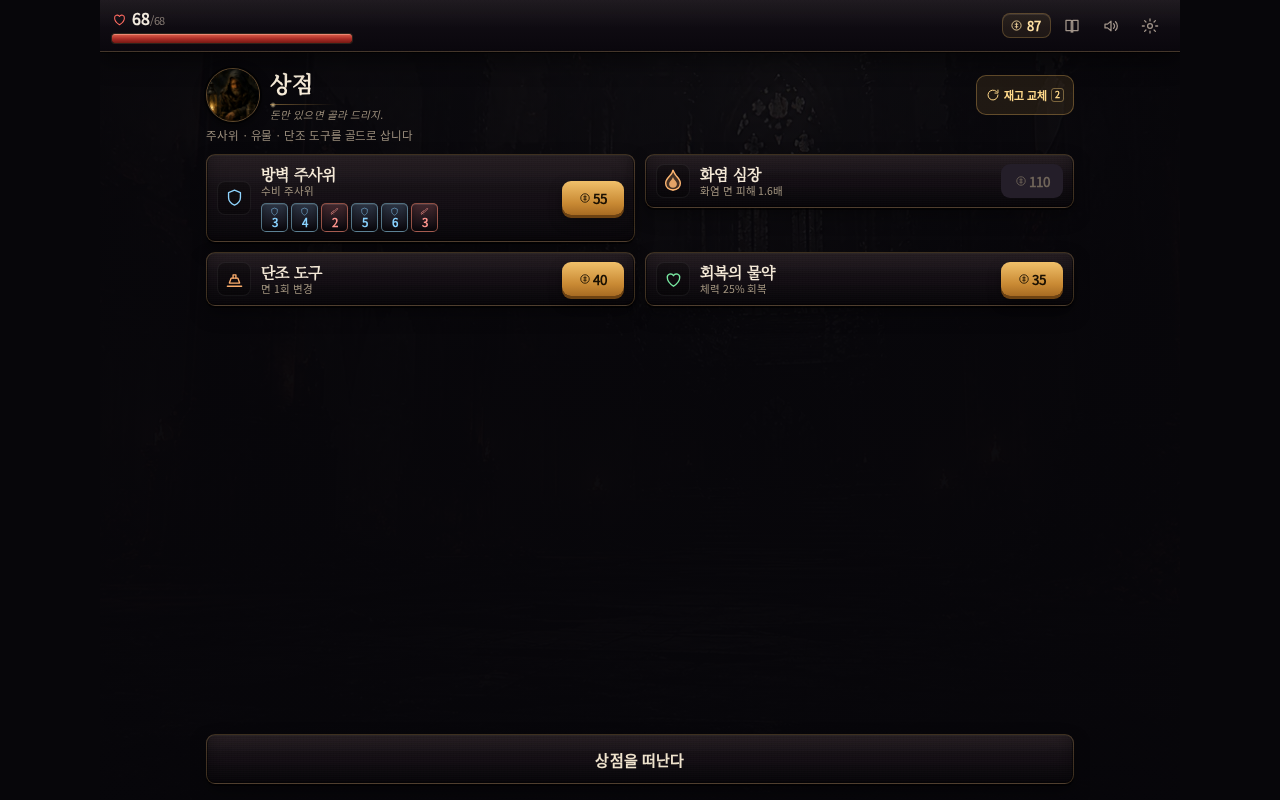 68/68
87
상점
돈만 있으면 골라 드리지.
재고 교체 2
주사위 · 유물 · 단조 도구를 골드로 삽니다
방벽 주사위
수비 주사위
3 4 2 5 6 3
55
화염 심장
화염 면 피해 1.6배
110
단조 도구
면 1회 변경
40
회복의 물약
체력 25% 회복
35
상점을 떠난다